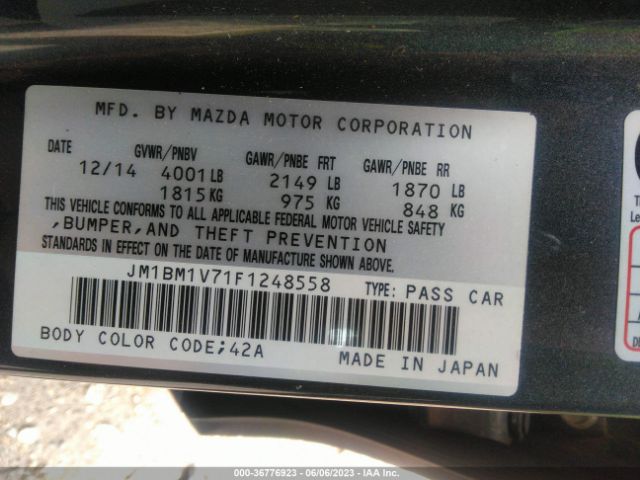 MFD. BY MAZDA MOTOR CORPORATION
DATE GVWR/PNBV GAWR/PNBE FRT GAWR/PNBE RR
12/14 4001 LB 2149 LB 1870 LB
1815 KG 975 KG 848 KG
THIS VEHICLE CONFORMS TO ALL APPLICABLE FEDERAL MOTOR VEHICLE SAFETY
,BUMPER,AND THEFT PREVENTION
STANDARDS IN EFFECT ON THE DATE OF MANUFACTURE SHOWN ABOVE.
JM1BM1V71F1248558 TYPE: PASS CAR
BODY COLOR CODE;42A MADE IN JAPAN
000-36776923 - 06/06/2023 - IAA Inc.